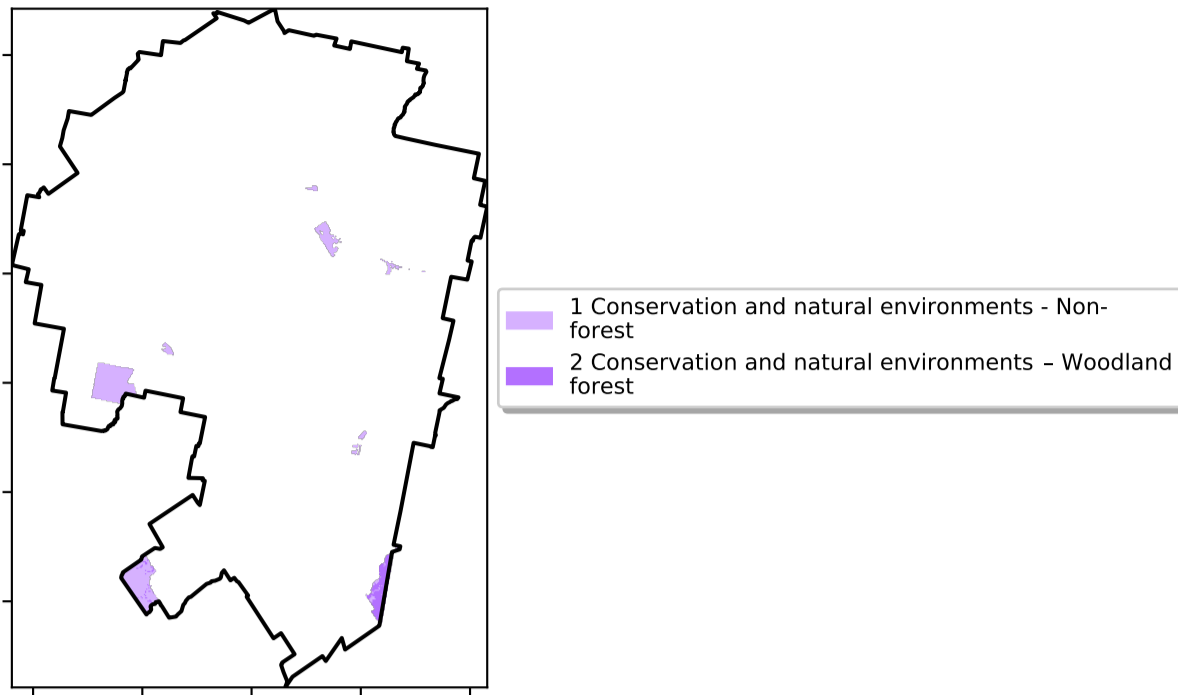 1 Conservation and natural environments - Non-
forest
2 Conservation and natural environments – Woodland
forest